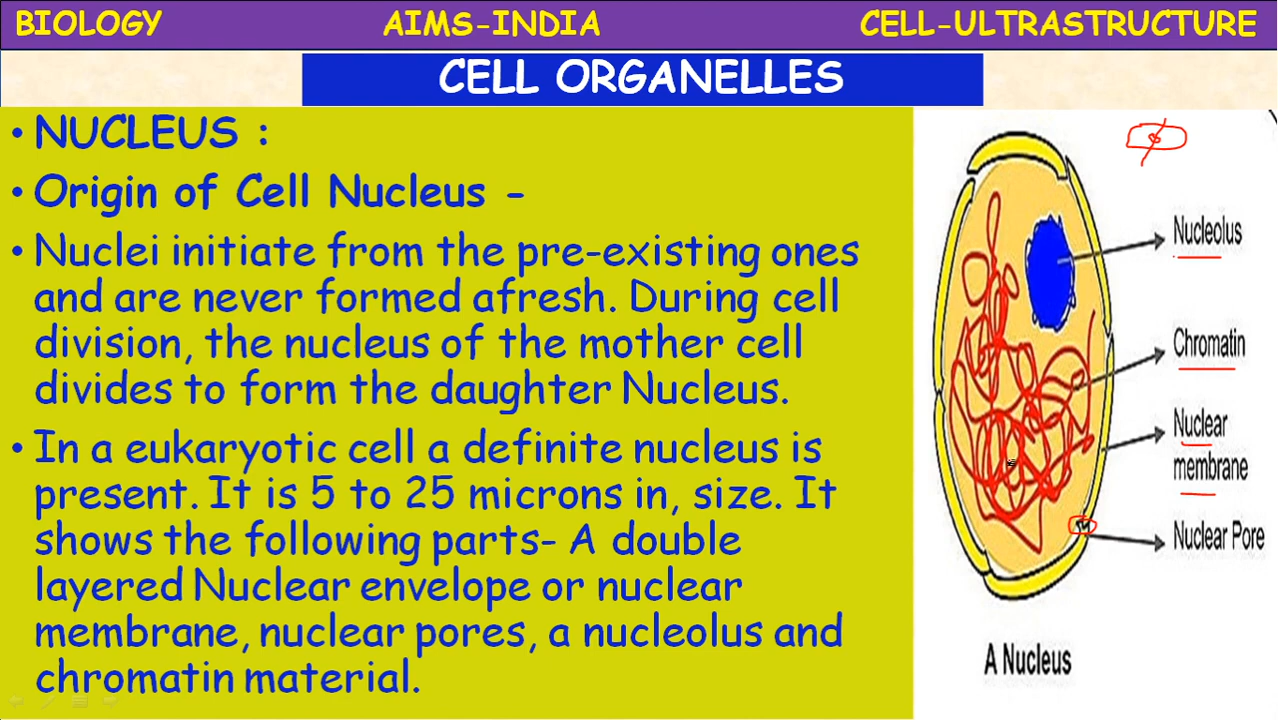 BIOLOGY AIMS-INDIA CELL-ULTRASTRUCTURE
CELL ORGANELLES
• NUCLEUS :
• Origin of Cell Nucleus -
• Nuclei initiate from the pre-existing ones
and are never formed afresh. During cell
division, the nucleus of the mother cell
divides to form the daughter Nucleus.
• In a eukaryotic cell a definite nucleus is
present. It is 5 to 25 microns in, size. It
shows the following parts- A double
layered Nuclear envelope or nuclear
membrane, nuclear pores, a nucleolus and
chromatin material.
Nucleolus
Chromatin
Nuclear
membrane
Nuclear Pore
A Nucleus